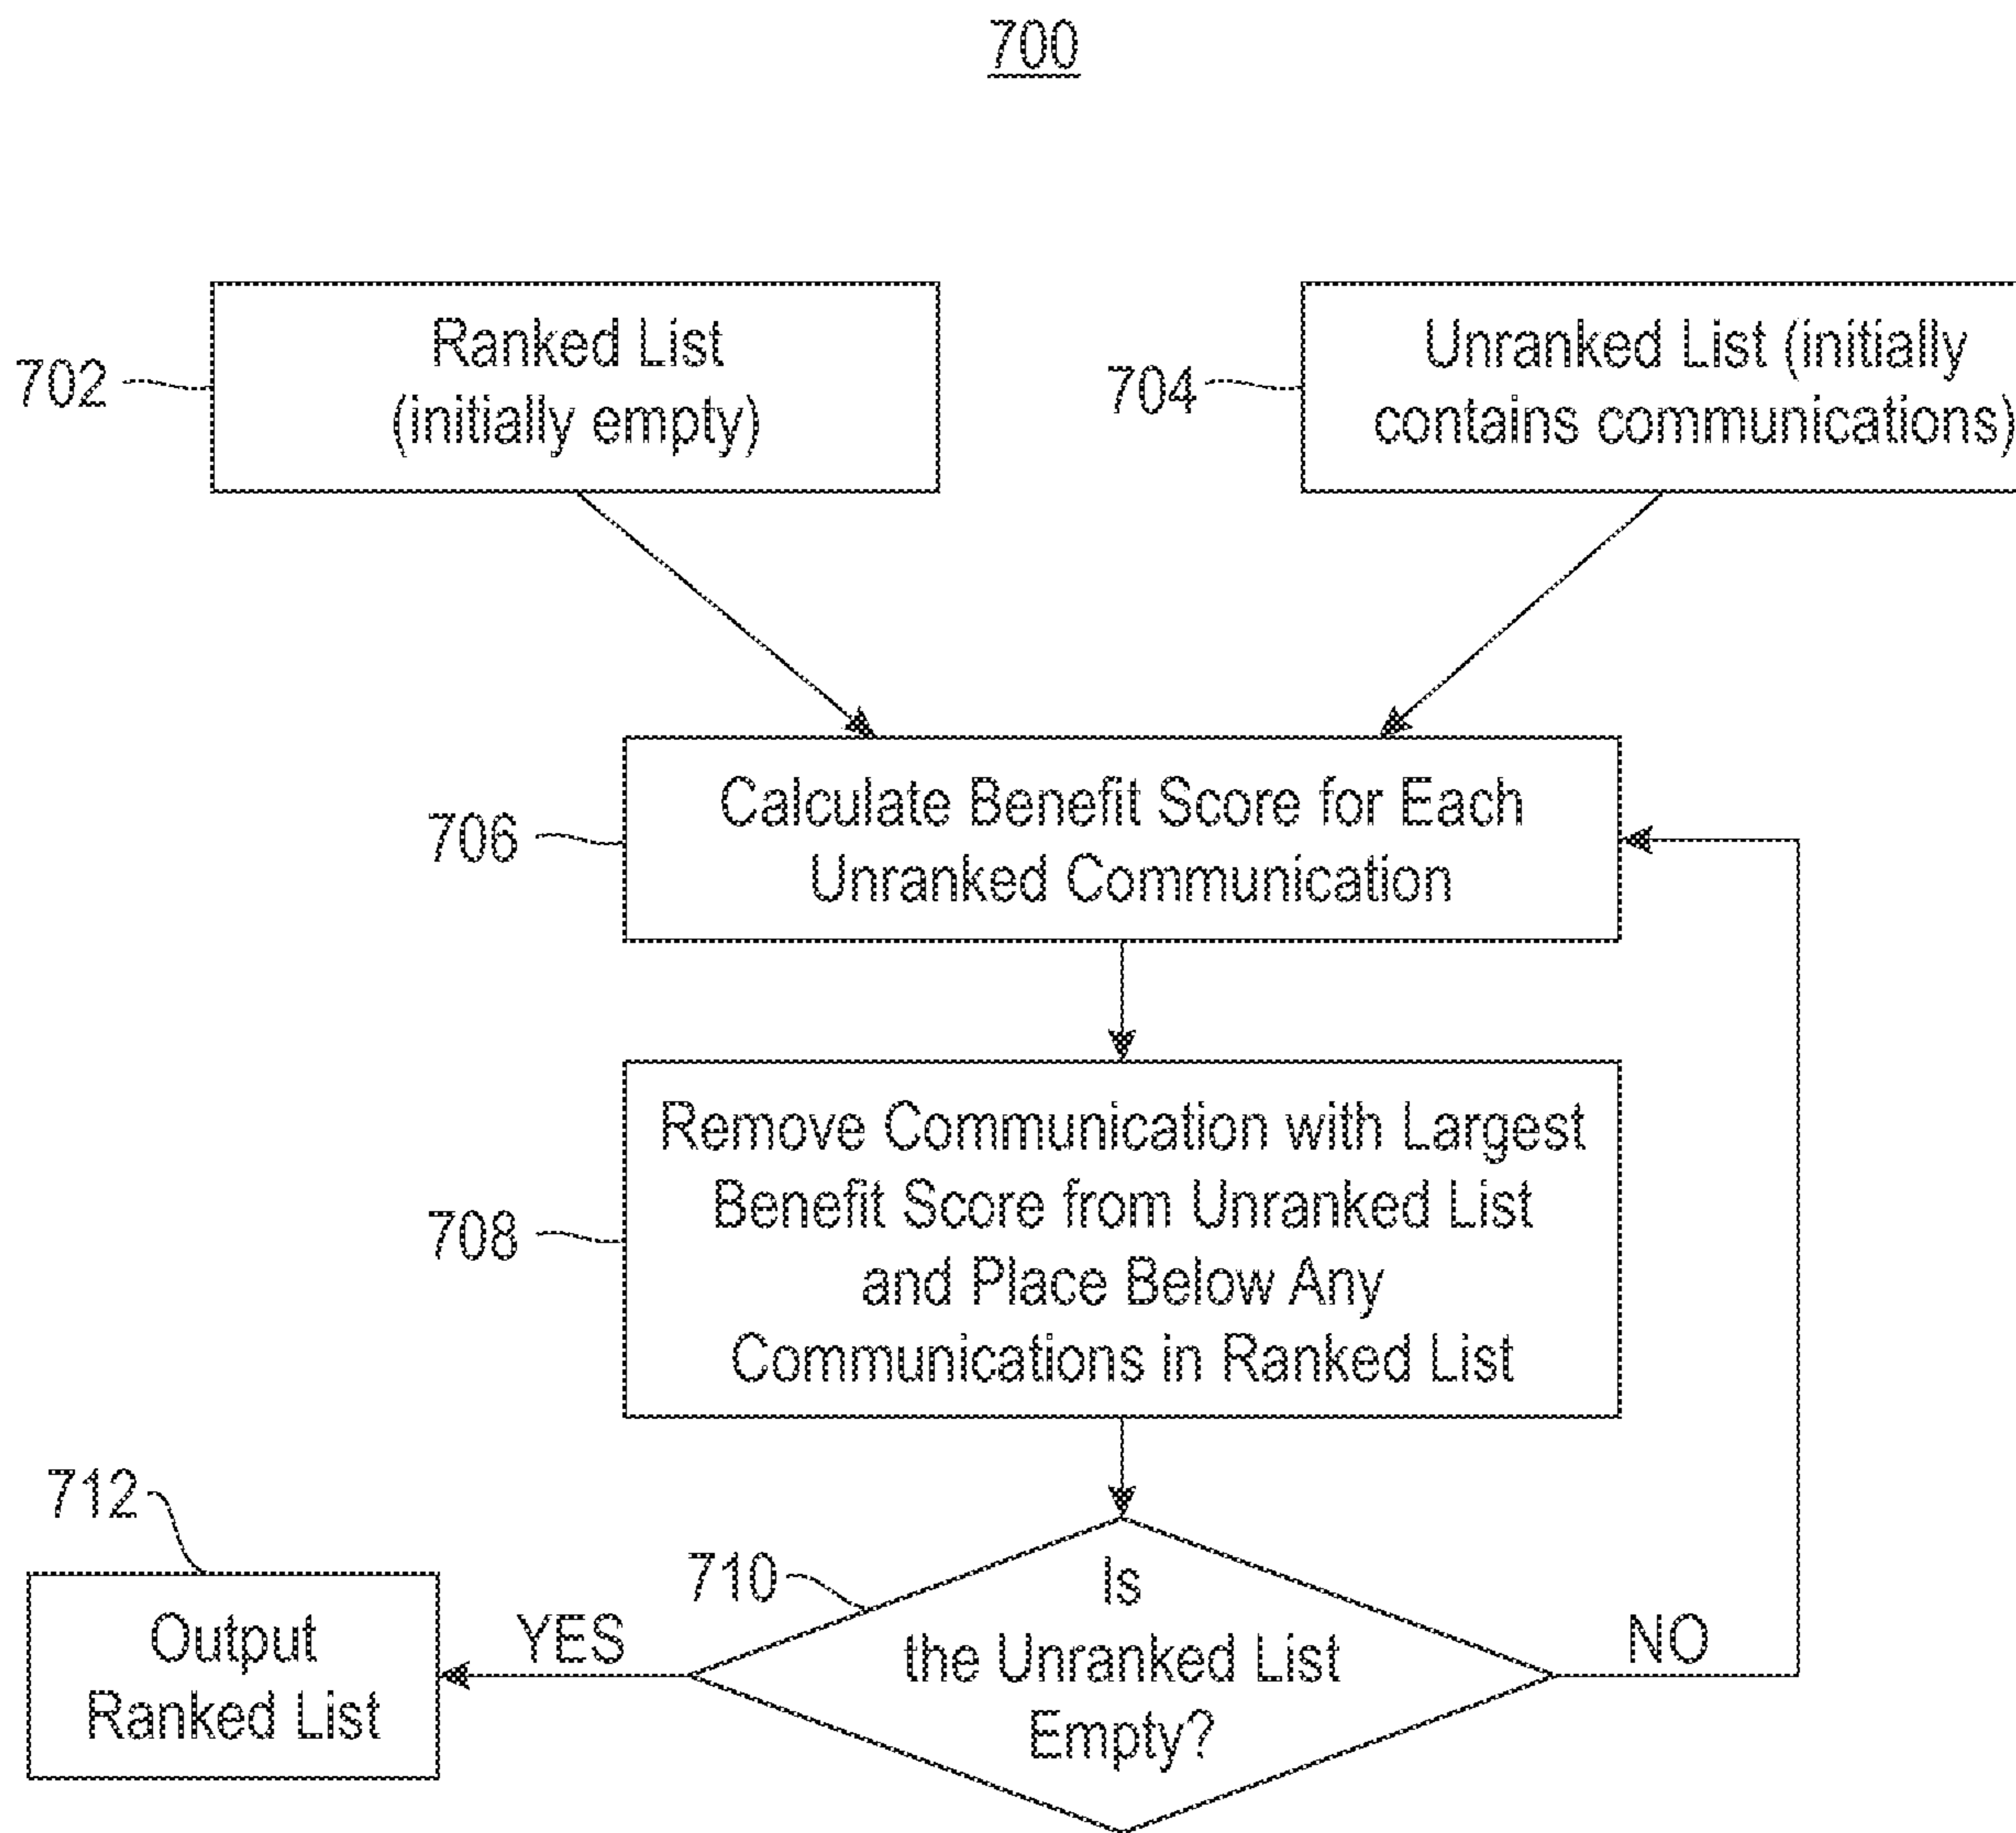 700
702
Ranked List
(initially empty)
704
Unranked List (initially
contains communications)
706
Calculate Benefit Score for Each
Unranked Communication
708
Remove Communication with Largest
Benefit Score from Unranked List
and Place Below Any
Communications in Ranked List
710
Is
the Unranked List
Empty?
YES
NO
712
Output
Ranked List